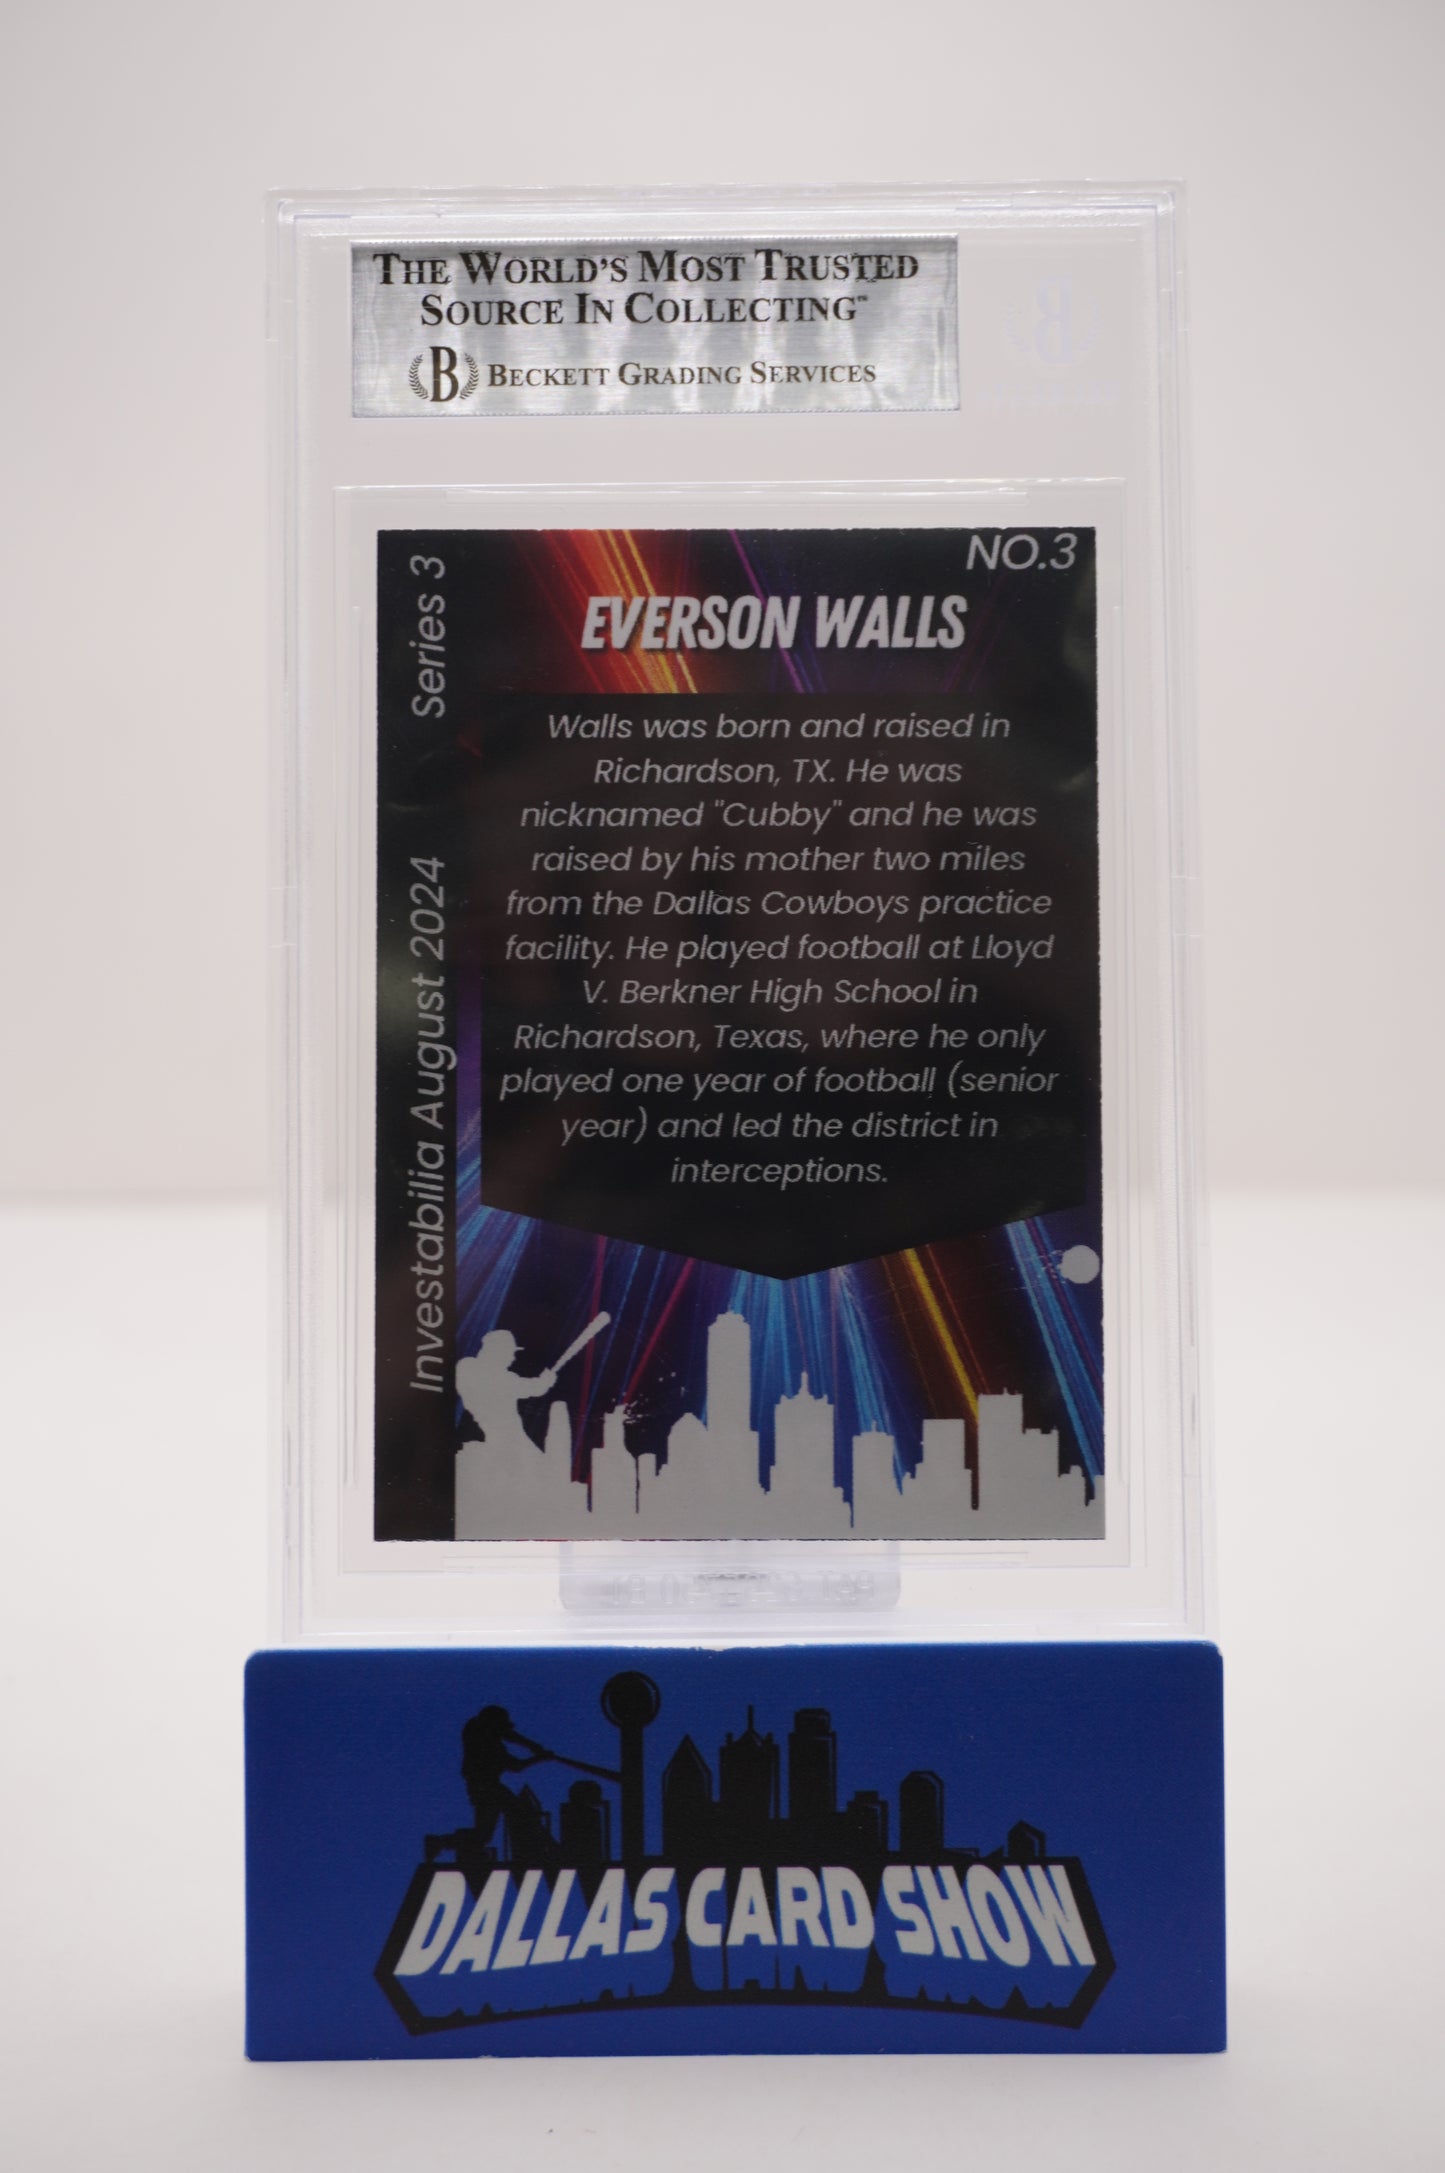 THE WORLD'S MOST TRUSTED
SOURCE IN COLLECTING™
B BECKETT GRADING SERVICES
NO.3
Series 3
Investabilia August 2024
EVERSON WALLS
Walls was born and raised in
Richardson, TX. He was
nicknamed "Cubby" and he was
raised by his mother two miles
from the Dallas Cowboys practice
facility. He played football at Lloyd
V. Berkner High School in
Richardson, Texas, where he only
played one year of football (senior
year) and led the district in
interceptions.
DALLAS CARD SHOW